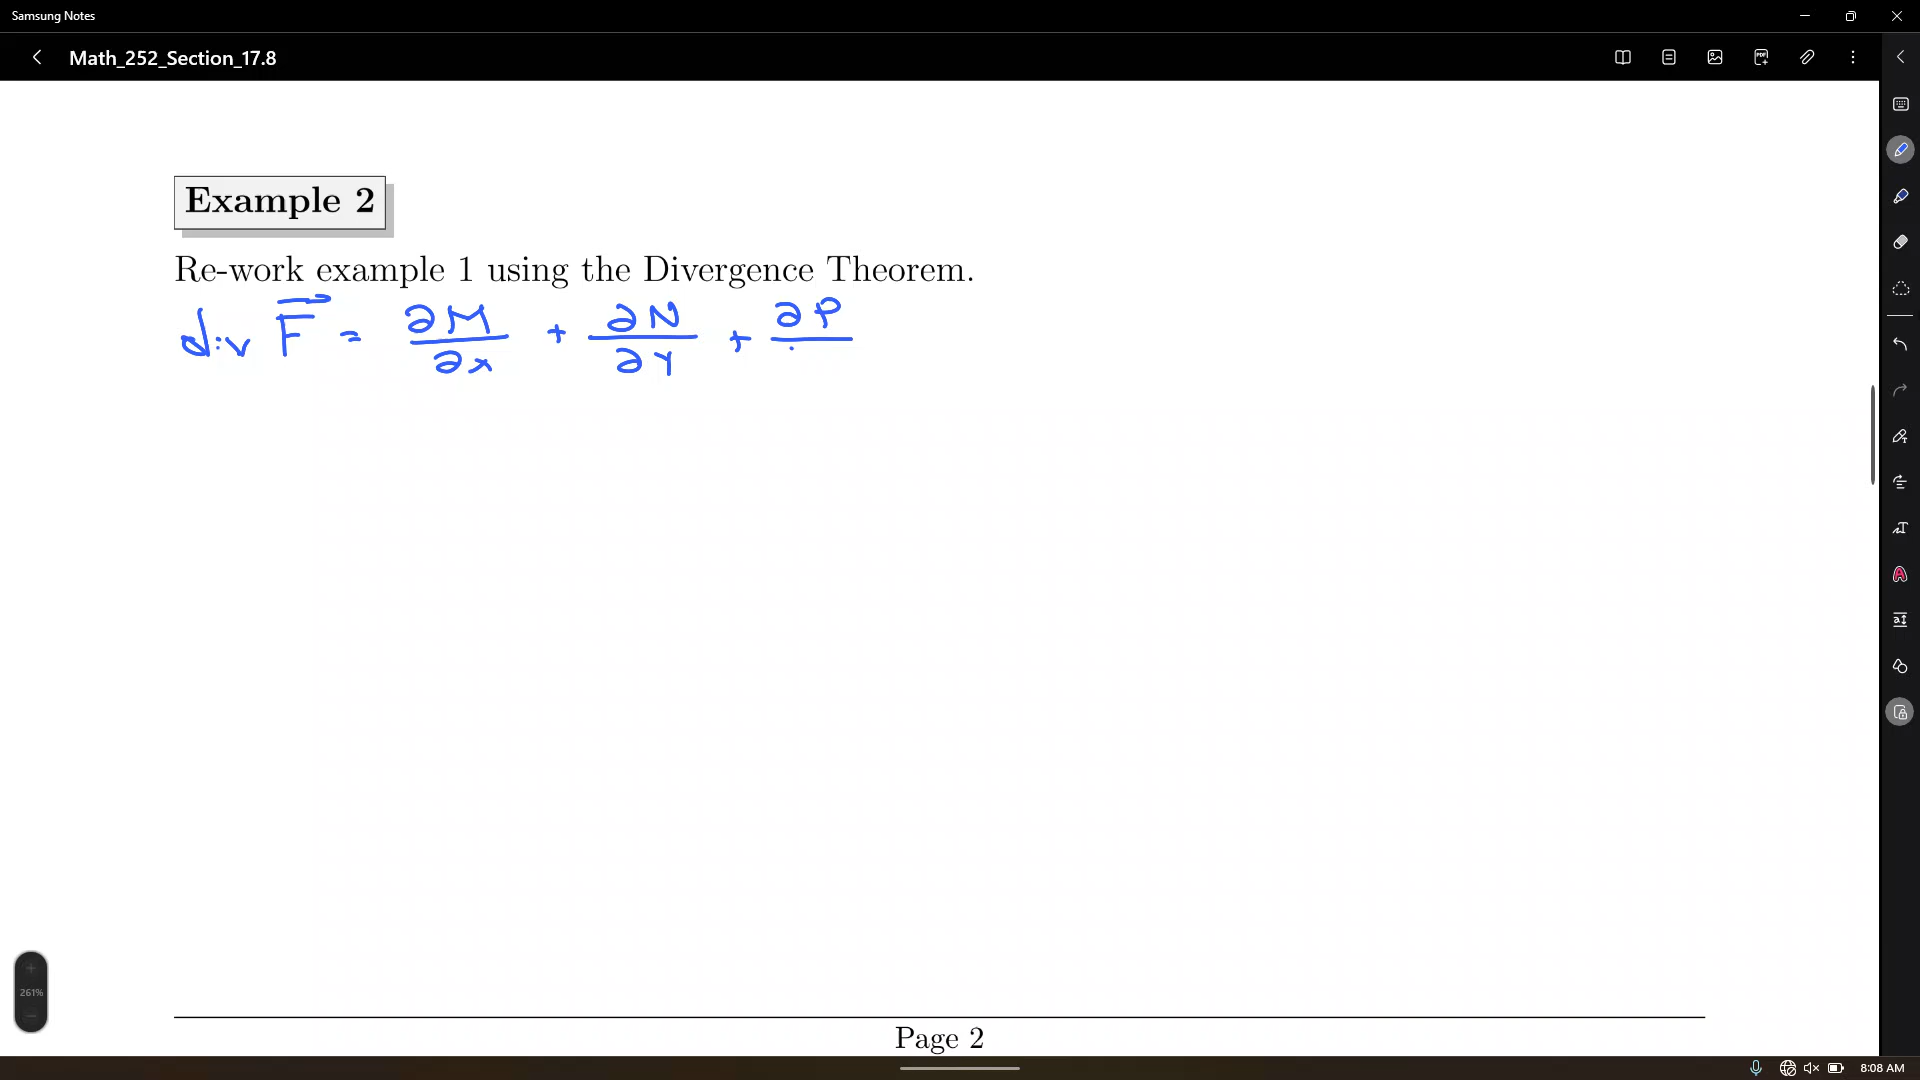 Samsung Notes
Math_252_Section_17.8
Example 2
Re-work example 1 using the Divergence Theorem.
div F⃗ = ∂M/∂x + ∂N/∂y + ∂P/
261%
Page 2
8:08 AM